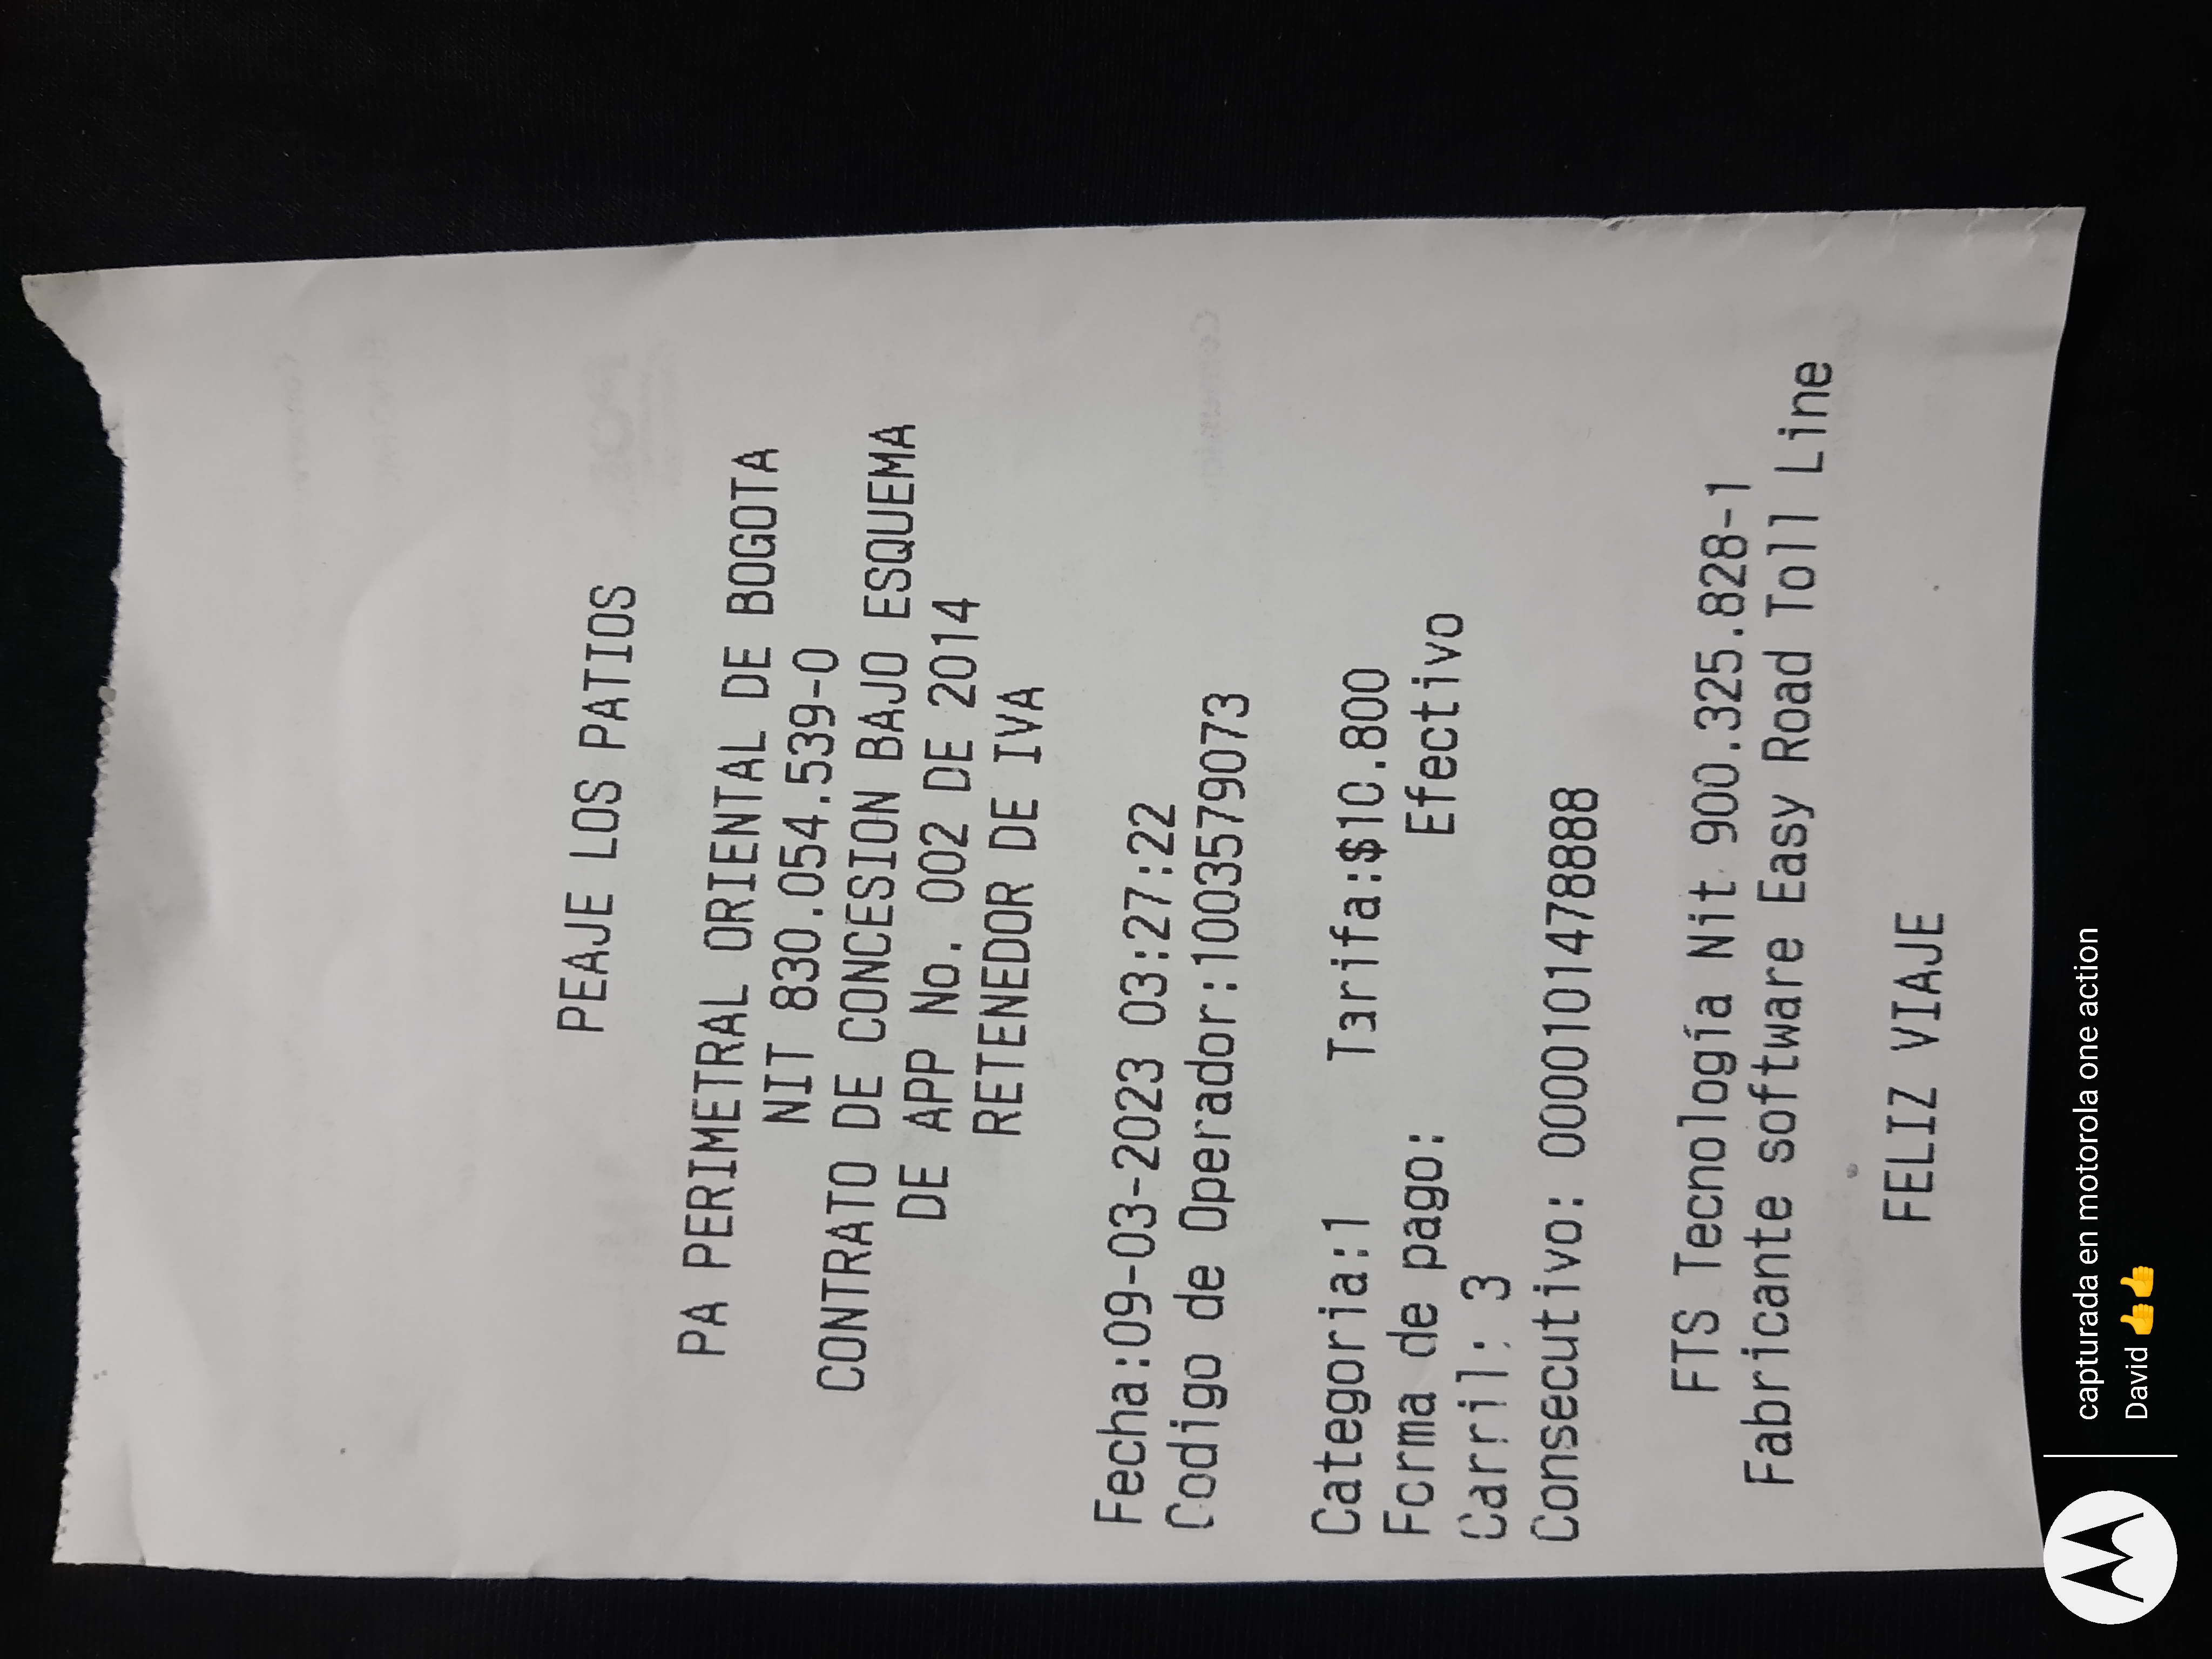 PEAJE LOS PATIOS
PA PERIMETRAL ORIENTAL DE BOGOTA
NIT 830.054.539-0
CONTRATO DE CONCESION BAJO ESQUEMA
DE APP No. 002 DE 2014
RETENEDOR DE IVA
Fecha:09-03-2023 03:27:22
Codigo de Operador:1003579073
Categoria:1 Tarifa:$10.800
Forma de pago: Efectivo
Carril: 3
Consecutivo: 000010147888​8
FTS Tecnología Nit 900.325.828-1
Fabricante software Easy Road Toll Line
FELIZ VIAJE
capturada en motorola one action
David 👍👍